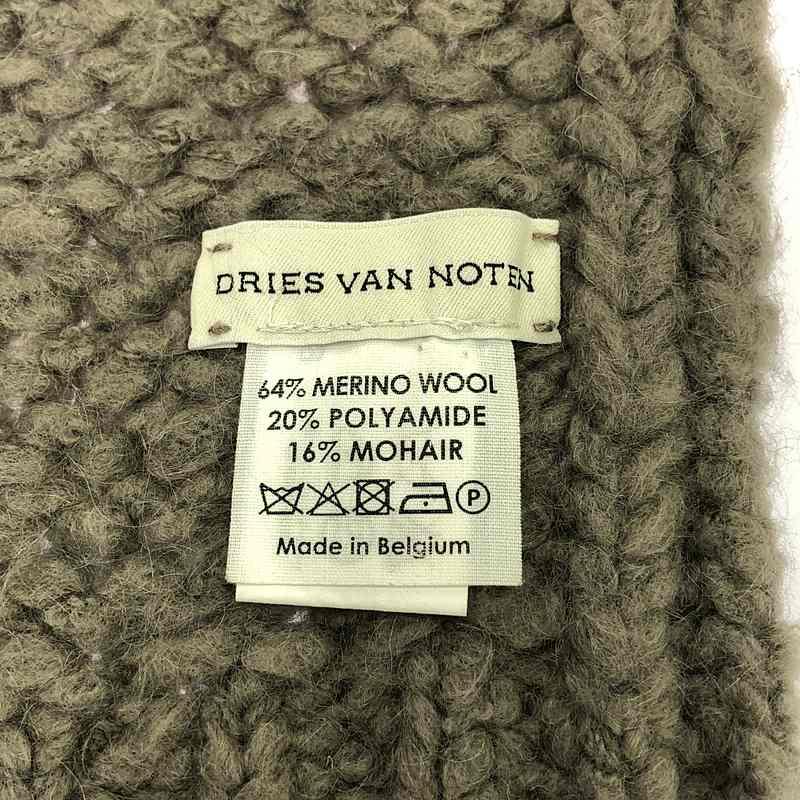 DRIES VAN NOTEN
64% MERINO WOOL
20% POLYAMIDE
16% MOHAIR
P
Made in Belgium